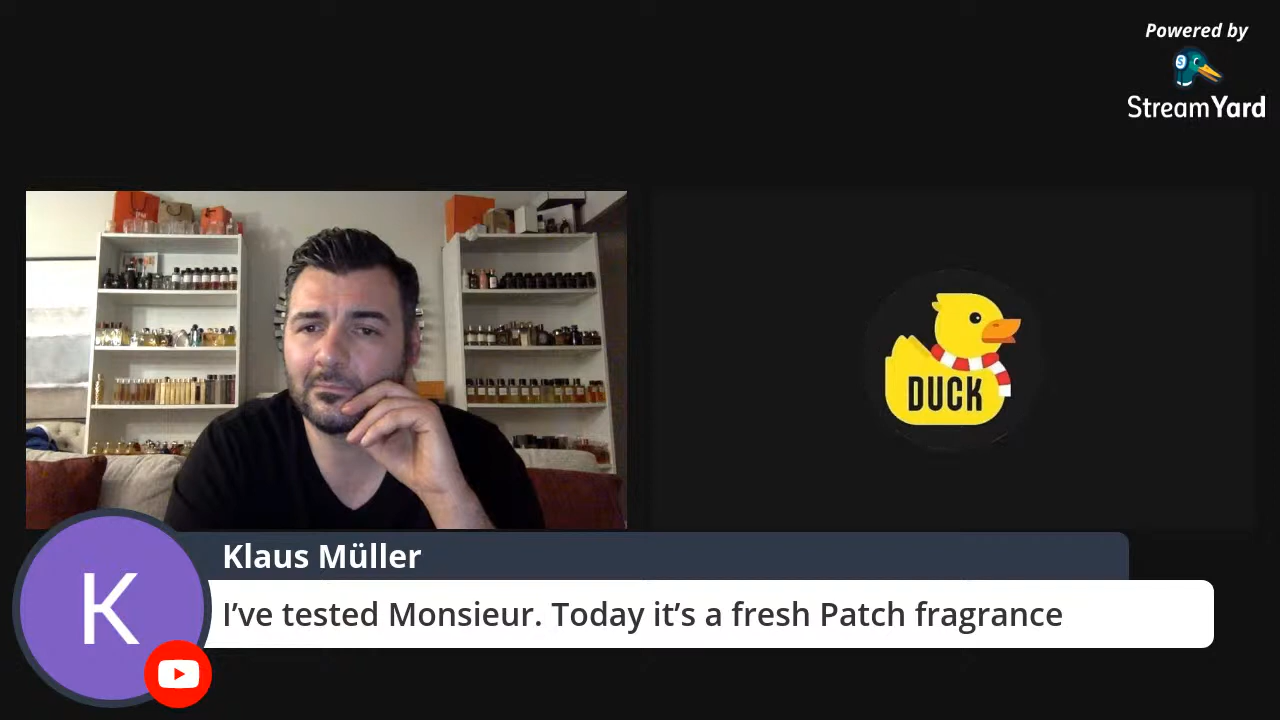 Powered by
StreamYard
DUCK
Klaus Müller
I’ve tested Monsieur. Today it’s a fresh Patch fragrance
K